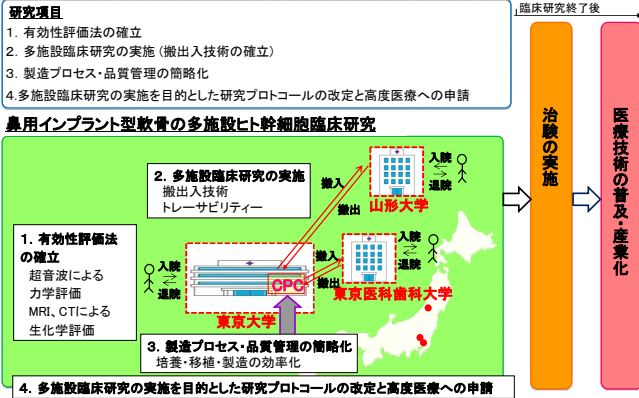 研究項目
1. 有効性評価法の確立
2. 多施設臨床研究の実施（搬出入技術の確立）
3. 製造プロセス・品質管理の簡略化
4.多施設臨床研究の実施を目的とした研究プロトコールの改定と高度医療への申請
臨床研究終了後
鼻用インプラント型軟骨の多施設ヒト幹細胞臨床研究
2. 多施設臨床研究の実施
搬出入技術
トレーサビリティー
搬入
搬出
山形大学
入院
退院
1. 有効性評価法
の確立
超音波による
力学評価
MRI、CTによる
生化学評価
入院
退院
CPC
東京大学
搬入
搬出
東京医科歯科大学
入院
退院
3. 製造プロセス・品質管理の簡略化
培養・移植・製造の効率化
4. 多施設臨床研究の実施を目的とした研究プロトコールの改定と高度医療への申請
治験の実施
医療技術の普及・産業化